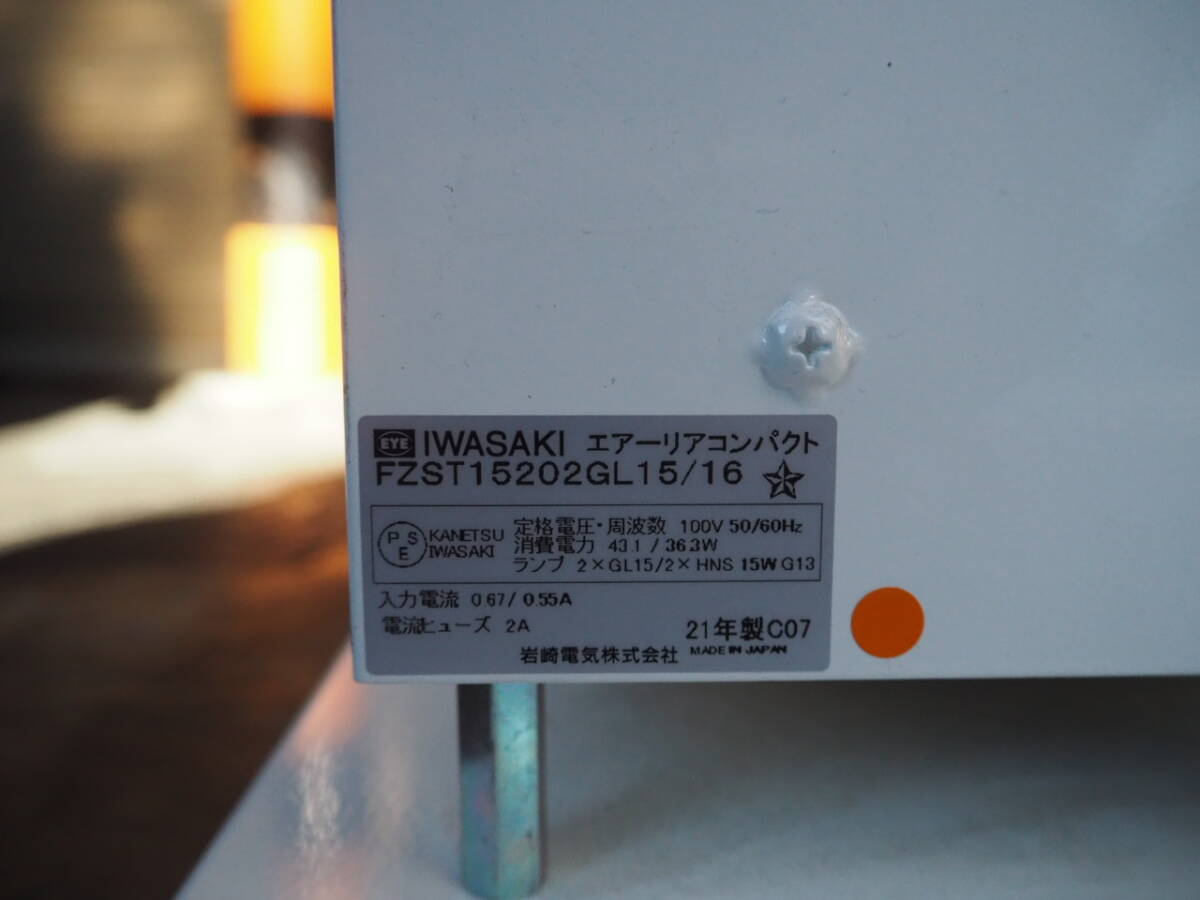 EYE IWASAKI エアーリアコンパクト
FZST15202GL15/16
PSE KANETSU IWASAKI
定格電圧・周波数 100V 50/60Hz
消費電力 43.1 / 36.3W
ランプ 2×GL15/2×HNS 15W G13
入力電流 0.67/ 0.55A
電流ヒューズ 2A
21年製C07
岩崎電気株式会社 MADE IN JAPAN